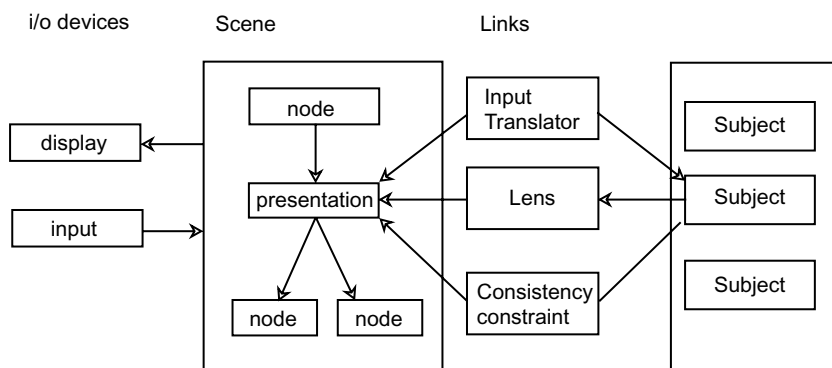 i/o devices
Scene
Links
display
input
node
presentation
node
node
Input
Translator
Lens
Consistency
constraint
Subject
Subject
Subject